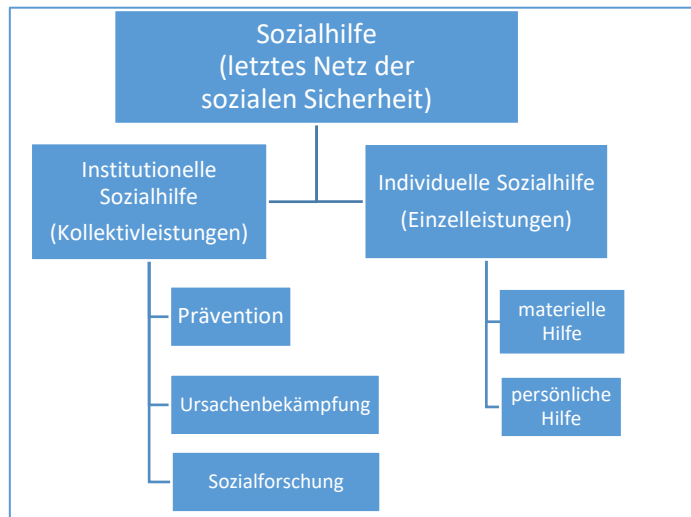 Sozialhilfe
(letztes Netz der
sozialen Sicherheit)
Institutionelle
Sozialhilfe
(Kollektivleistungen)
Individuelle Sozialhilfe
(Einzelleistungen)
Prävention
Ursachenbekämpfung
Sozialforschung
materielle
Hilfe
persönliche
Hilfe